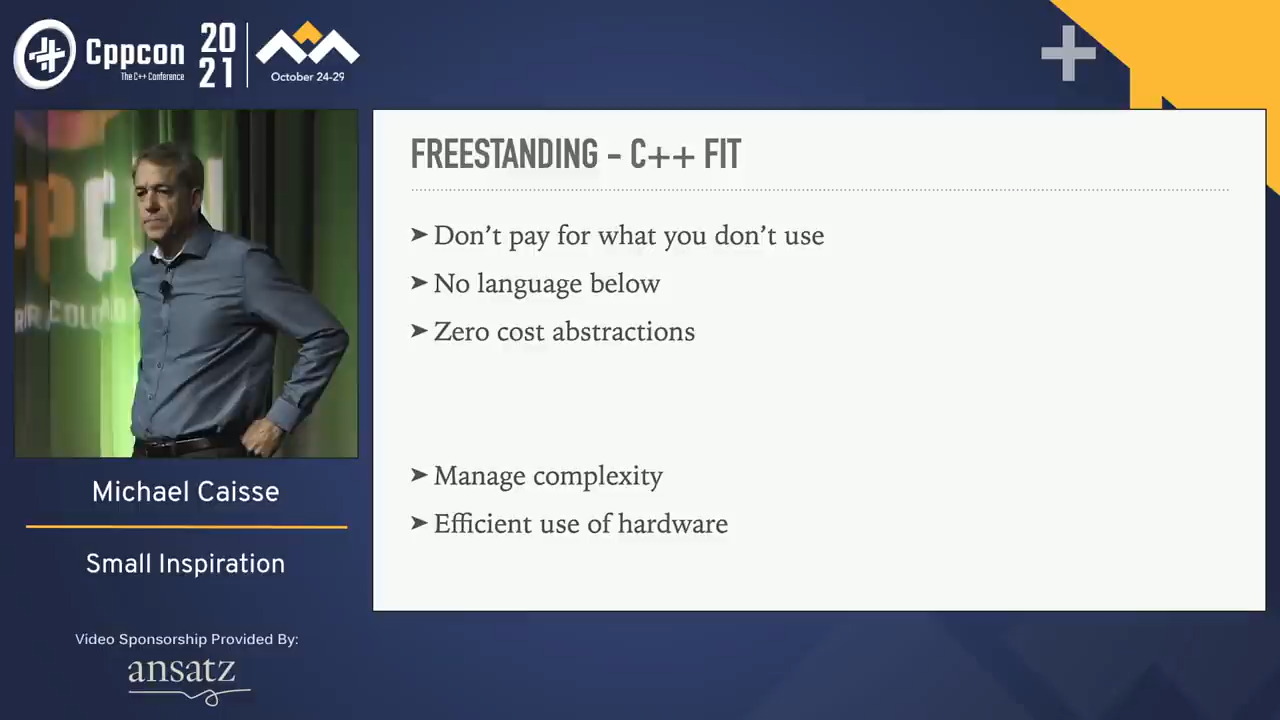 Cppcon
The C++ Conference
20
21
October 24-29
FREESTANDING - C++ FIT
➤ Don’t pay for what you don’t use
➤ No language below
➤ Zero cost abstractions
➤ Manage complexity
➤ Efficient use of hardware
Michael Caisse
Small Inspiration
Video Sponsorship Provided By:
ansatz